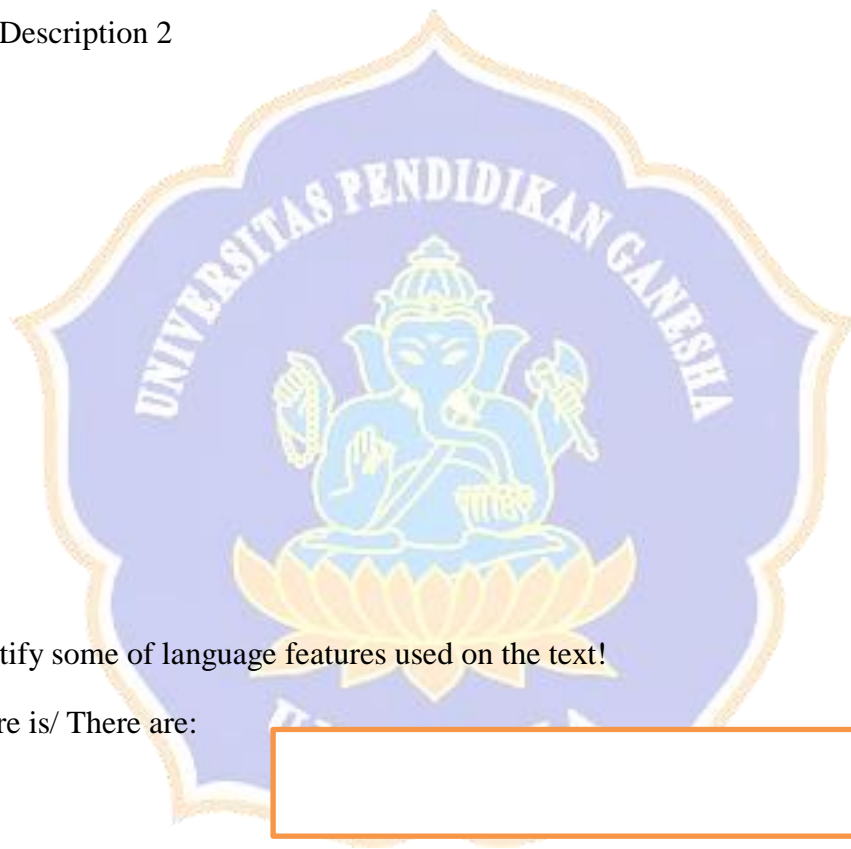 Description 2
UNIVERSITAS PENDIDIKAN GANESHA
tify some of language features used on the text!
re is/ There are: